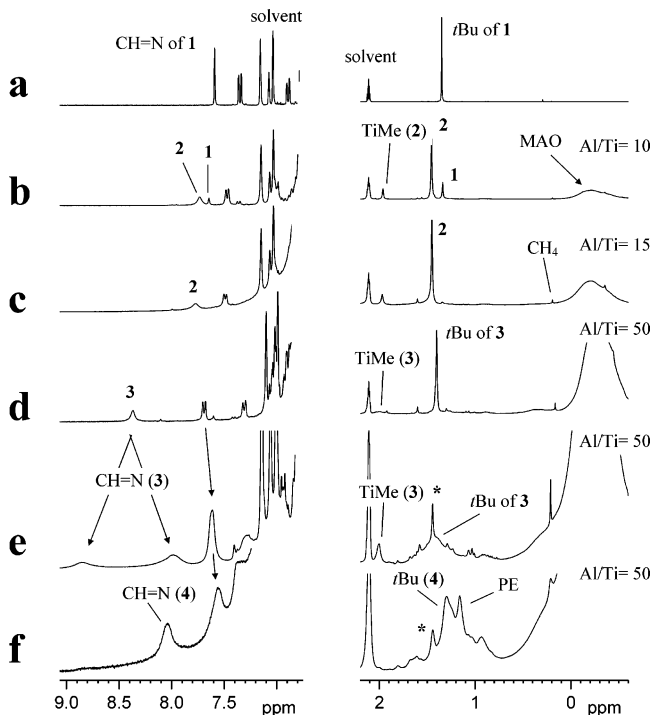 solvent
CH=N of 1
tBu of 1
solvent
a
TiMe (2)
2
Al/Ti= 10
MAO
2
1
1
b
2
Al/Ti= 15
CH4
2
c
tBu of 3
Al/Ti= 50
TiMe (3)
3
d
Al/Ti= 50
CH=N (3)
TiMe (3)
*
tBu of 3
e
Al/Ti= 50
tBu (4)
PE
CH=N (4)
*
f
9.0 8.5 8.0 7.5 ppm
2 1 0 ppm